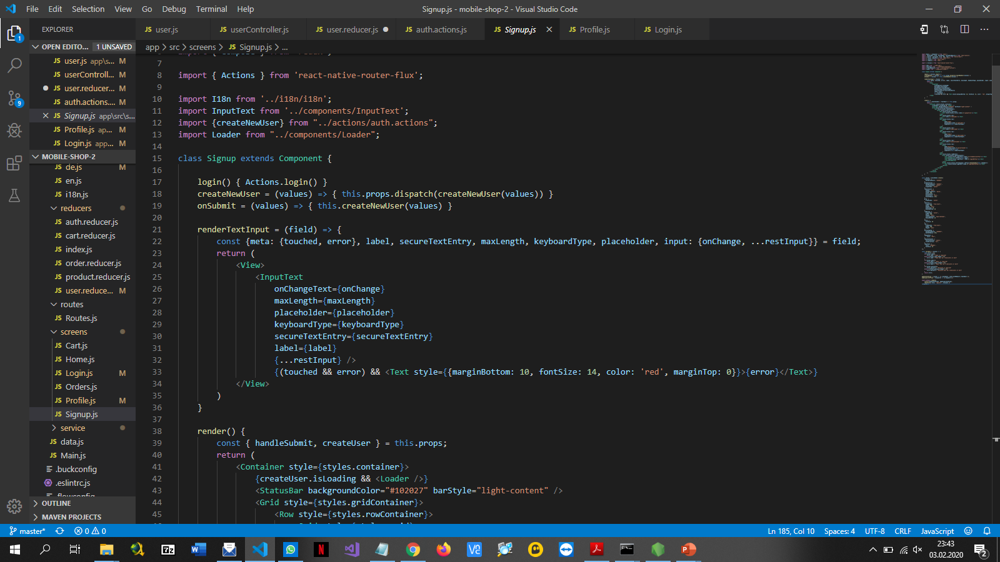 File Edit Selection View Go Debug Terminal Help
Signup.js - mobile-shop-2 - Visual Studio Code
EXPLORER
JS user.js
JS userController.js
JS user.reducer.js
JS auth.actions.js
JS Signup.js
JS Profile.js
JS Login.js
OPEN EDITO... 1 UNSAVED
JS user.js app\s... M
JS userControll... M
JS user.reducer... M
JS auth.actions.... M
JS Signup.js app\src\s...
JS Profile.js ap... M
JS Login.js app... M
MOBILE-SHOP-2
JS de.js M
JS en.js
JS i18n.js
reducers
JS auth.reducer.js
JS cart.reducer.js
JS index.js
JS order.reducer.js
JS product.reducer.js
JS user.reduce... M
routes
JS Routes.js
screens
JS Cart.js
JS Home.js
JS Login.js M
JS Orders.js
JS Profile.js M
JS Signup.js
service
JS data.js
JS Main.js
.buckconfig
.eslintrc.js
.flowconfig
OUTLINE
MAVEN PROJECTS
1
9
app > src > screens > JS Signup.js > ...
7
8 import { Actions } from 'react-native-router-flux';
9
10 import I18n from '../i18n/i18n';
11 import InputText from '../components/InputText';
12 import {createNewUser} from "../actions/auth.actions";
13 import Loader from "../components/Loader";
14
15 class Signup extends Component {
16
17 login() { Actions.login() }
18 createNewUser = (values) => { this.props.dispatch(createNewUser(values)) }
19 onSubmit = (values) => { this.createNewUser(values) }
20
21 renderTextInput = (field) => {
22 const {meta: {touched, error}, label, secureTextEntry, maxLength, keyboardType, placeholder, input: {onChange, ...restInput}} = field;
23 return (
24 <View>
25 <InputText
26 onChangeText={onChange}
27 maxLength={maxLength}
28 placeholder={placeholder}
29 keyboardType={keyboardType}
30 secureTextEntry={secureTextEntry}
31 label={label}
32 {...restInput} />
33 {(touched && error) && <Text style={{marginBottom: 10, fontSize: 14, color: 'red', marginTop: 0}}>{error}</Text>}
34 </View>
35 )
36 }
37
38 render() {
39 const { handleSubmit, createUser } = this.props;
40 return (
41 <Container style={styles.container}>
42 {createUser.isLoading && <Loader />}
43 <StatusBar backgroundColor="#102027" barStyle="light-content" />
44 <Grid style={styles.gridContainer}>
45 <Row style={styles.rowContainer}>
master* 0 0
Ln 185, Col 10 Spaces: 4 UTF-8 CRLF JavaScript
23:43
03.02.2020
2